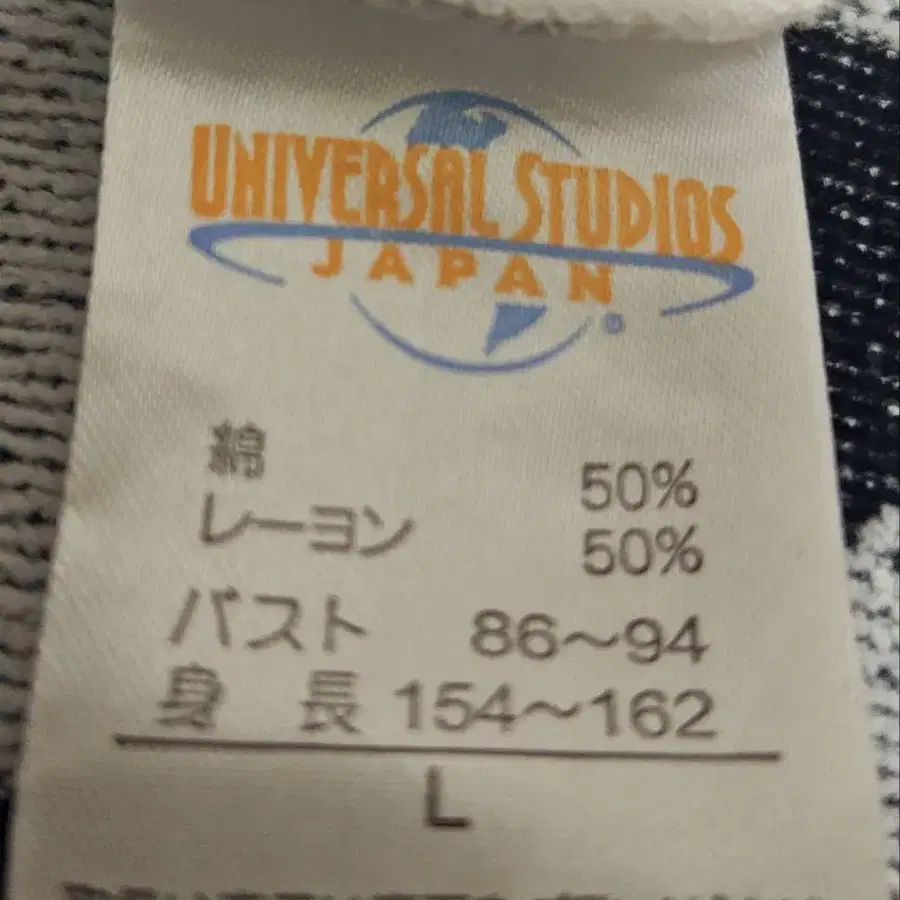 UNIVERSAL STUDIOS
JAPAN
®
綿 50%
レーヨン 50%
バスト 86～94
身 長 154～162
L